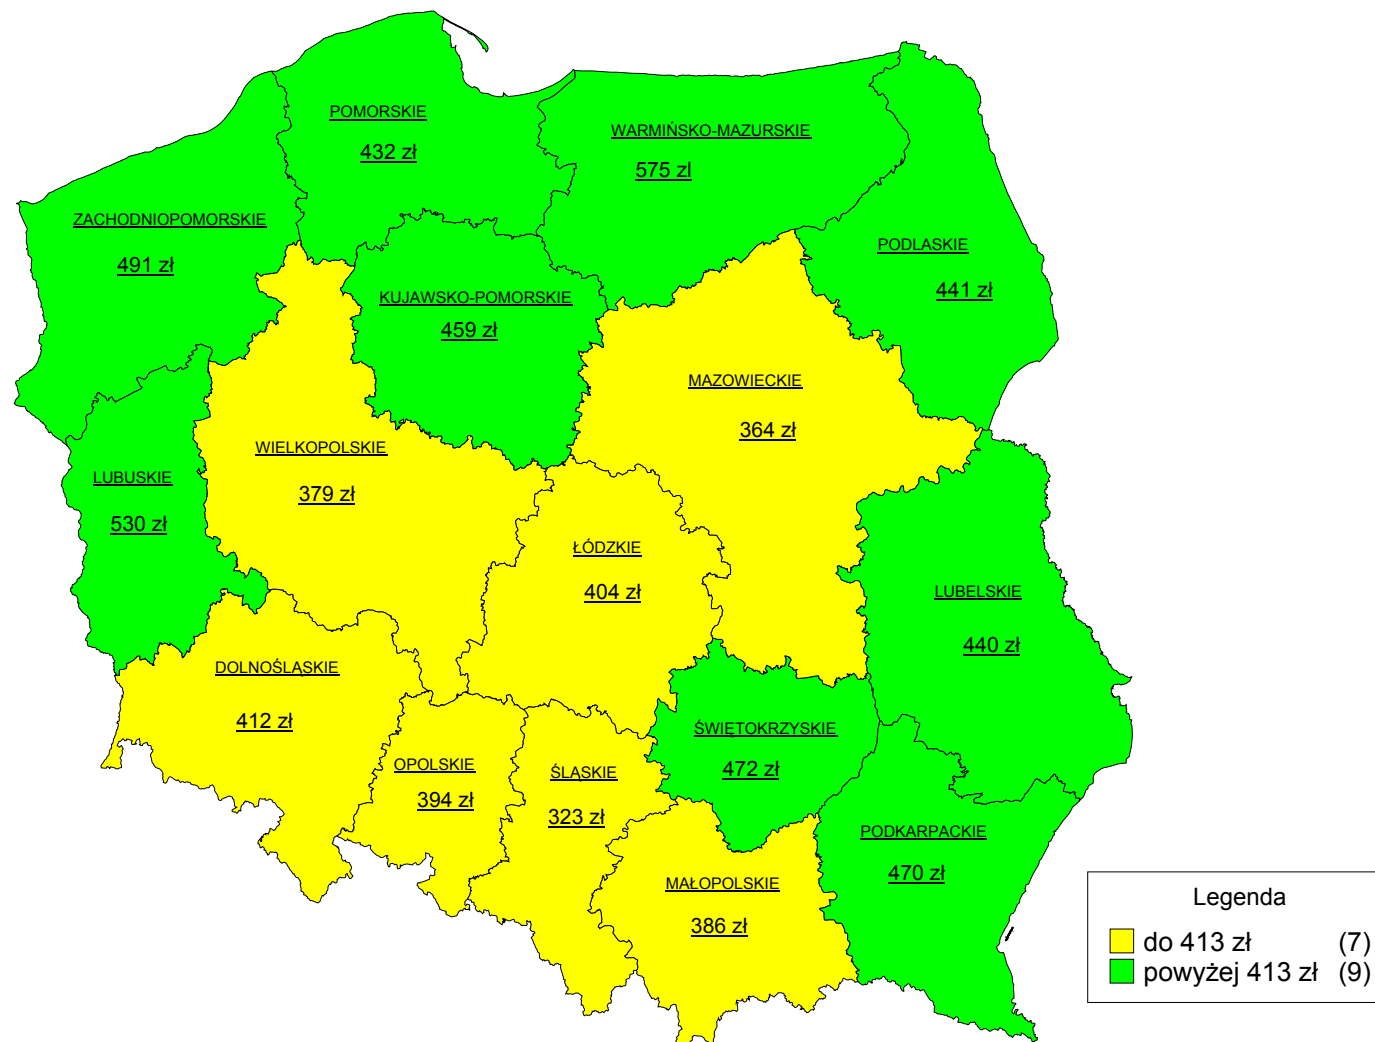 POMORSKIE
432 zł
WARMIŃSKO-MAZURSKIE
575 zl
ZACHODNIOPOMORSKIE
491 zł
PODLASKIE
441 zł
KUJAWSKO-POMORSKIE
459 zł
MAZOWIECKIE
364 zł
WIELKOPOLSKIE
379 zł
LUBUSKIE
530 zł
ŁÓDZKIE
404 zł
LUBELSKIE
440 zł
DOLNOŚLĄSKIE
412 zł
ŚWIĘTOKRZYSKIE
472 zł
OPOLSKIE
394 zł
ŚLĄSKIE
323 zł
PODKARPACKIE
470 zł
MAŁOPOLSKIE
386 zł
Legenda
do 413 zł (7)
powyżej 413 zł (9)